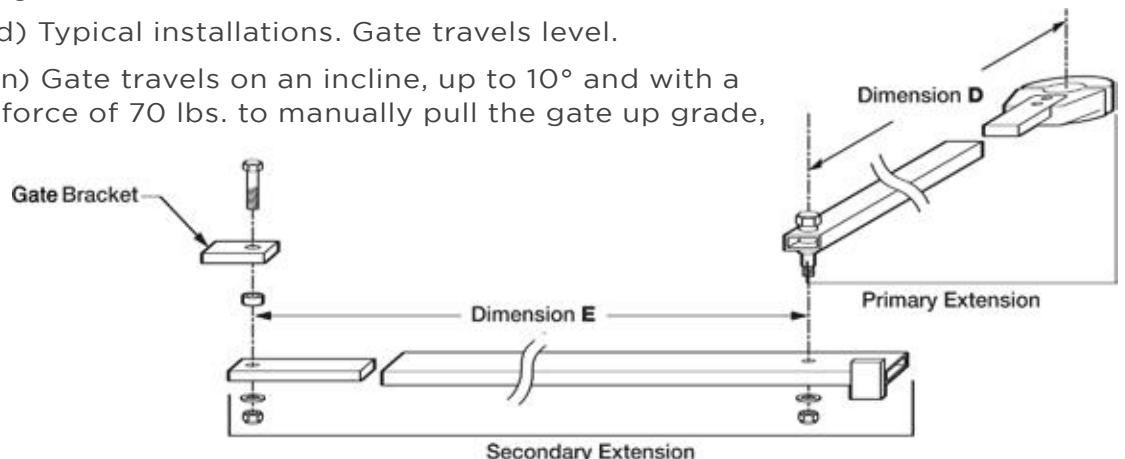 d) Typical installations. Gate travels level.
n) Gate travels on an incline, up to 10° and with a
force of 70 lbs. to manually pull the gate up grade,
Dimension D
Gate Bracket
Dimension E
Primary Extension
Secondary Extension